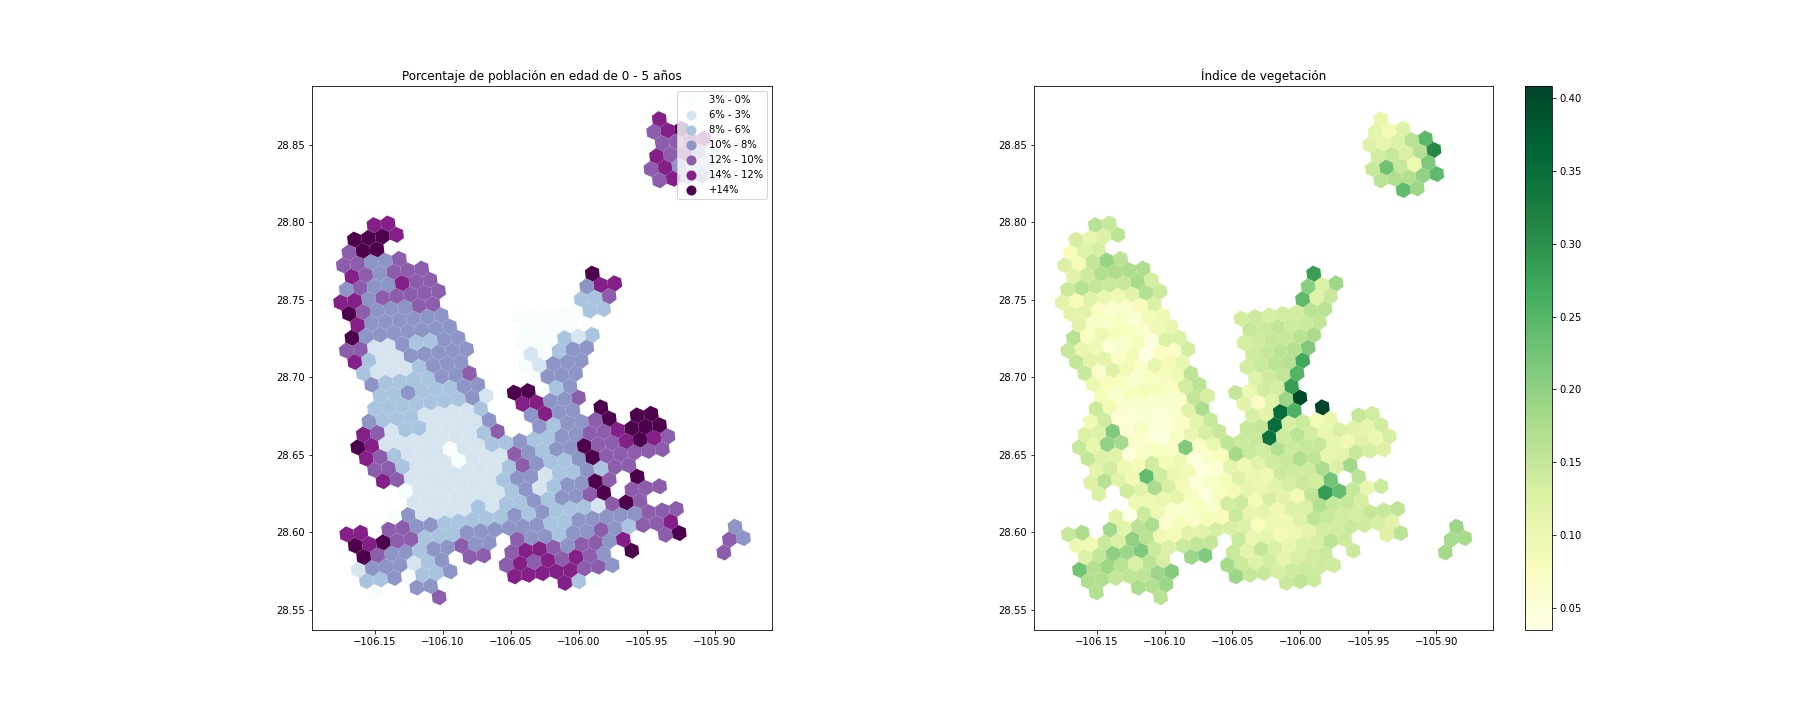 Porcentaje de población en edad de 0 - 5 años
3% - 0%
6% - 3%
8% - 6%
10% - 8%
12% - 10%
14% - 12%
+14%
28.85
28.80
28.75
28.70
28.65
28.60
28.55
−106.15 −106.10 −106.05 −106.00 −105.95 −105.90
Índice de vegetación
28.85
28.80
28.75
28.70
28.65
28.60
28.55
−106.15 −106.10 −106.05 −106.00 −105.95 −105.90
0.40
0.35
0.30
0.25
0.20
0.15
0.10
0.05